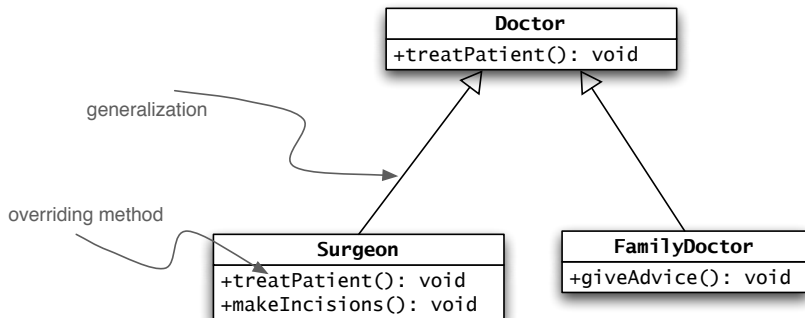 Doctor
+treatPatient(): void
generalization
overriding method
Surgeon
+treatPatient(): void
+makeIncisions(): void
FamilyDoctor
+giveAdvice(): void